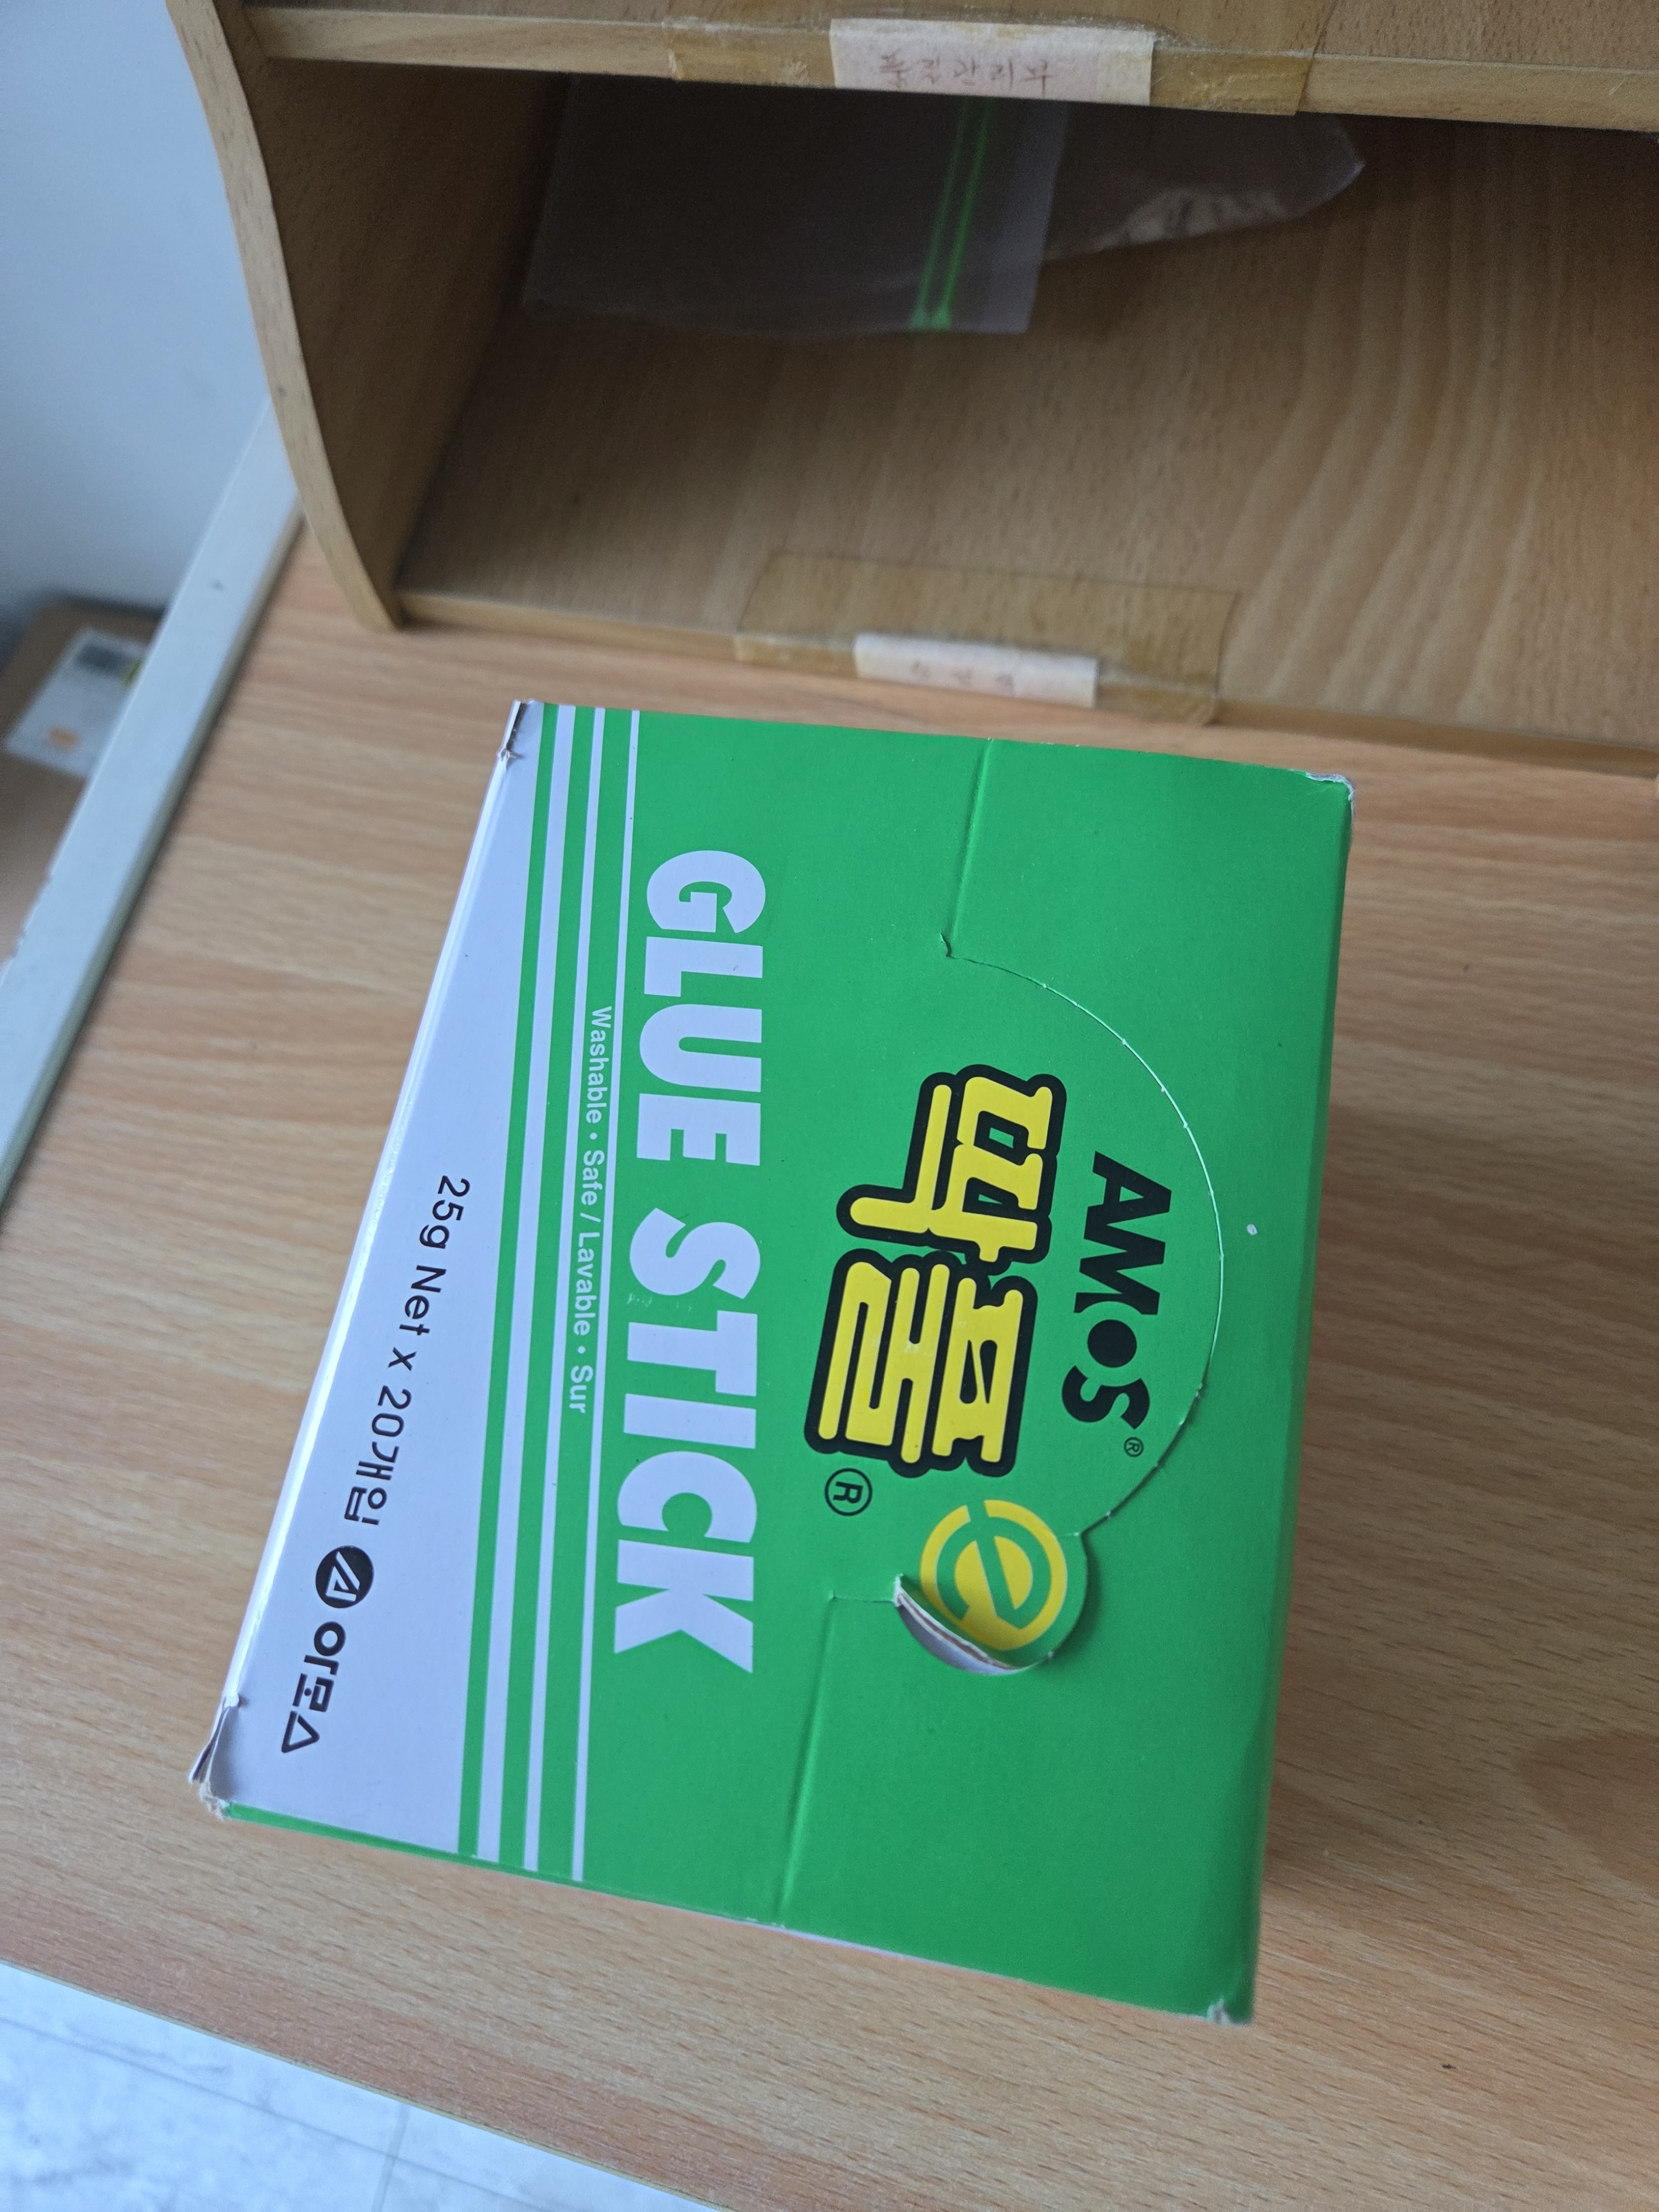 AMOS®
딱풀® e
GLUE STICK
Washable • Safe / Lavable • Sur
25g Net x 20개입 아모스